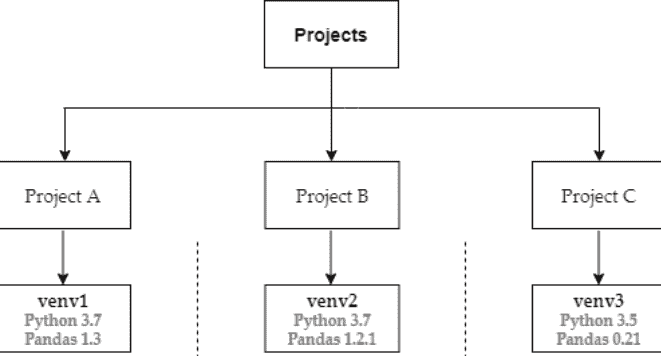 Projects
Project A
Project B
Project C
venv1
Python 3.7
Pandas 1.3
venv2
Python 3.7
Pandas 1.2.1
venv3
Python 3.5
Pandas 0.21